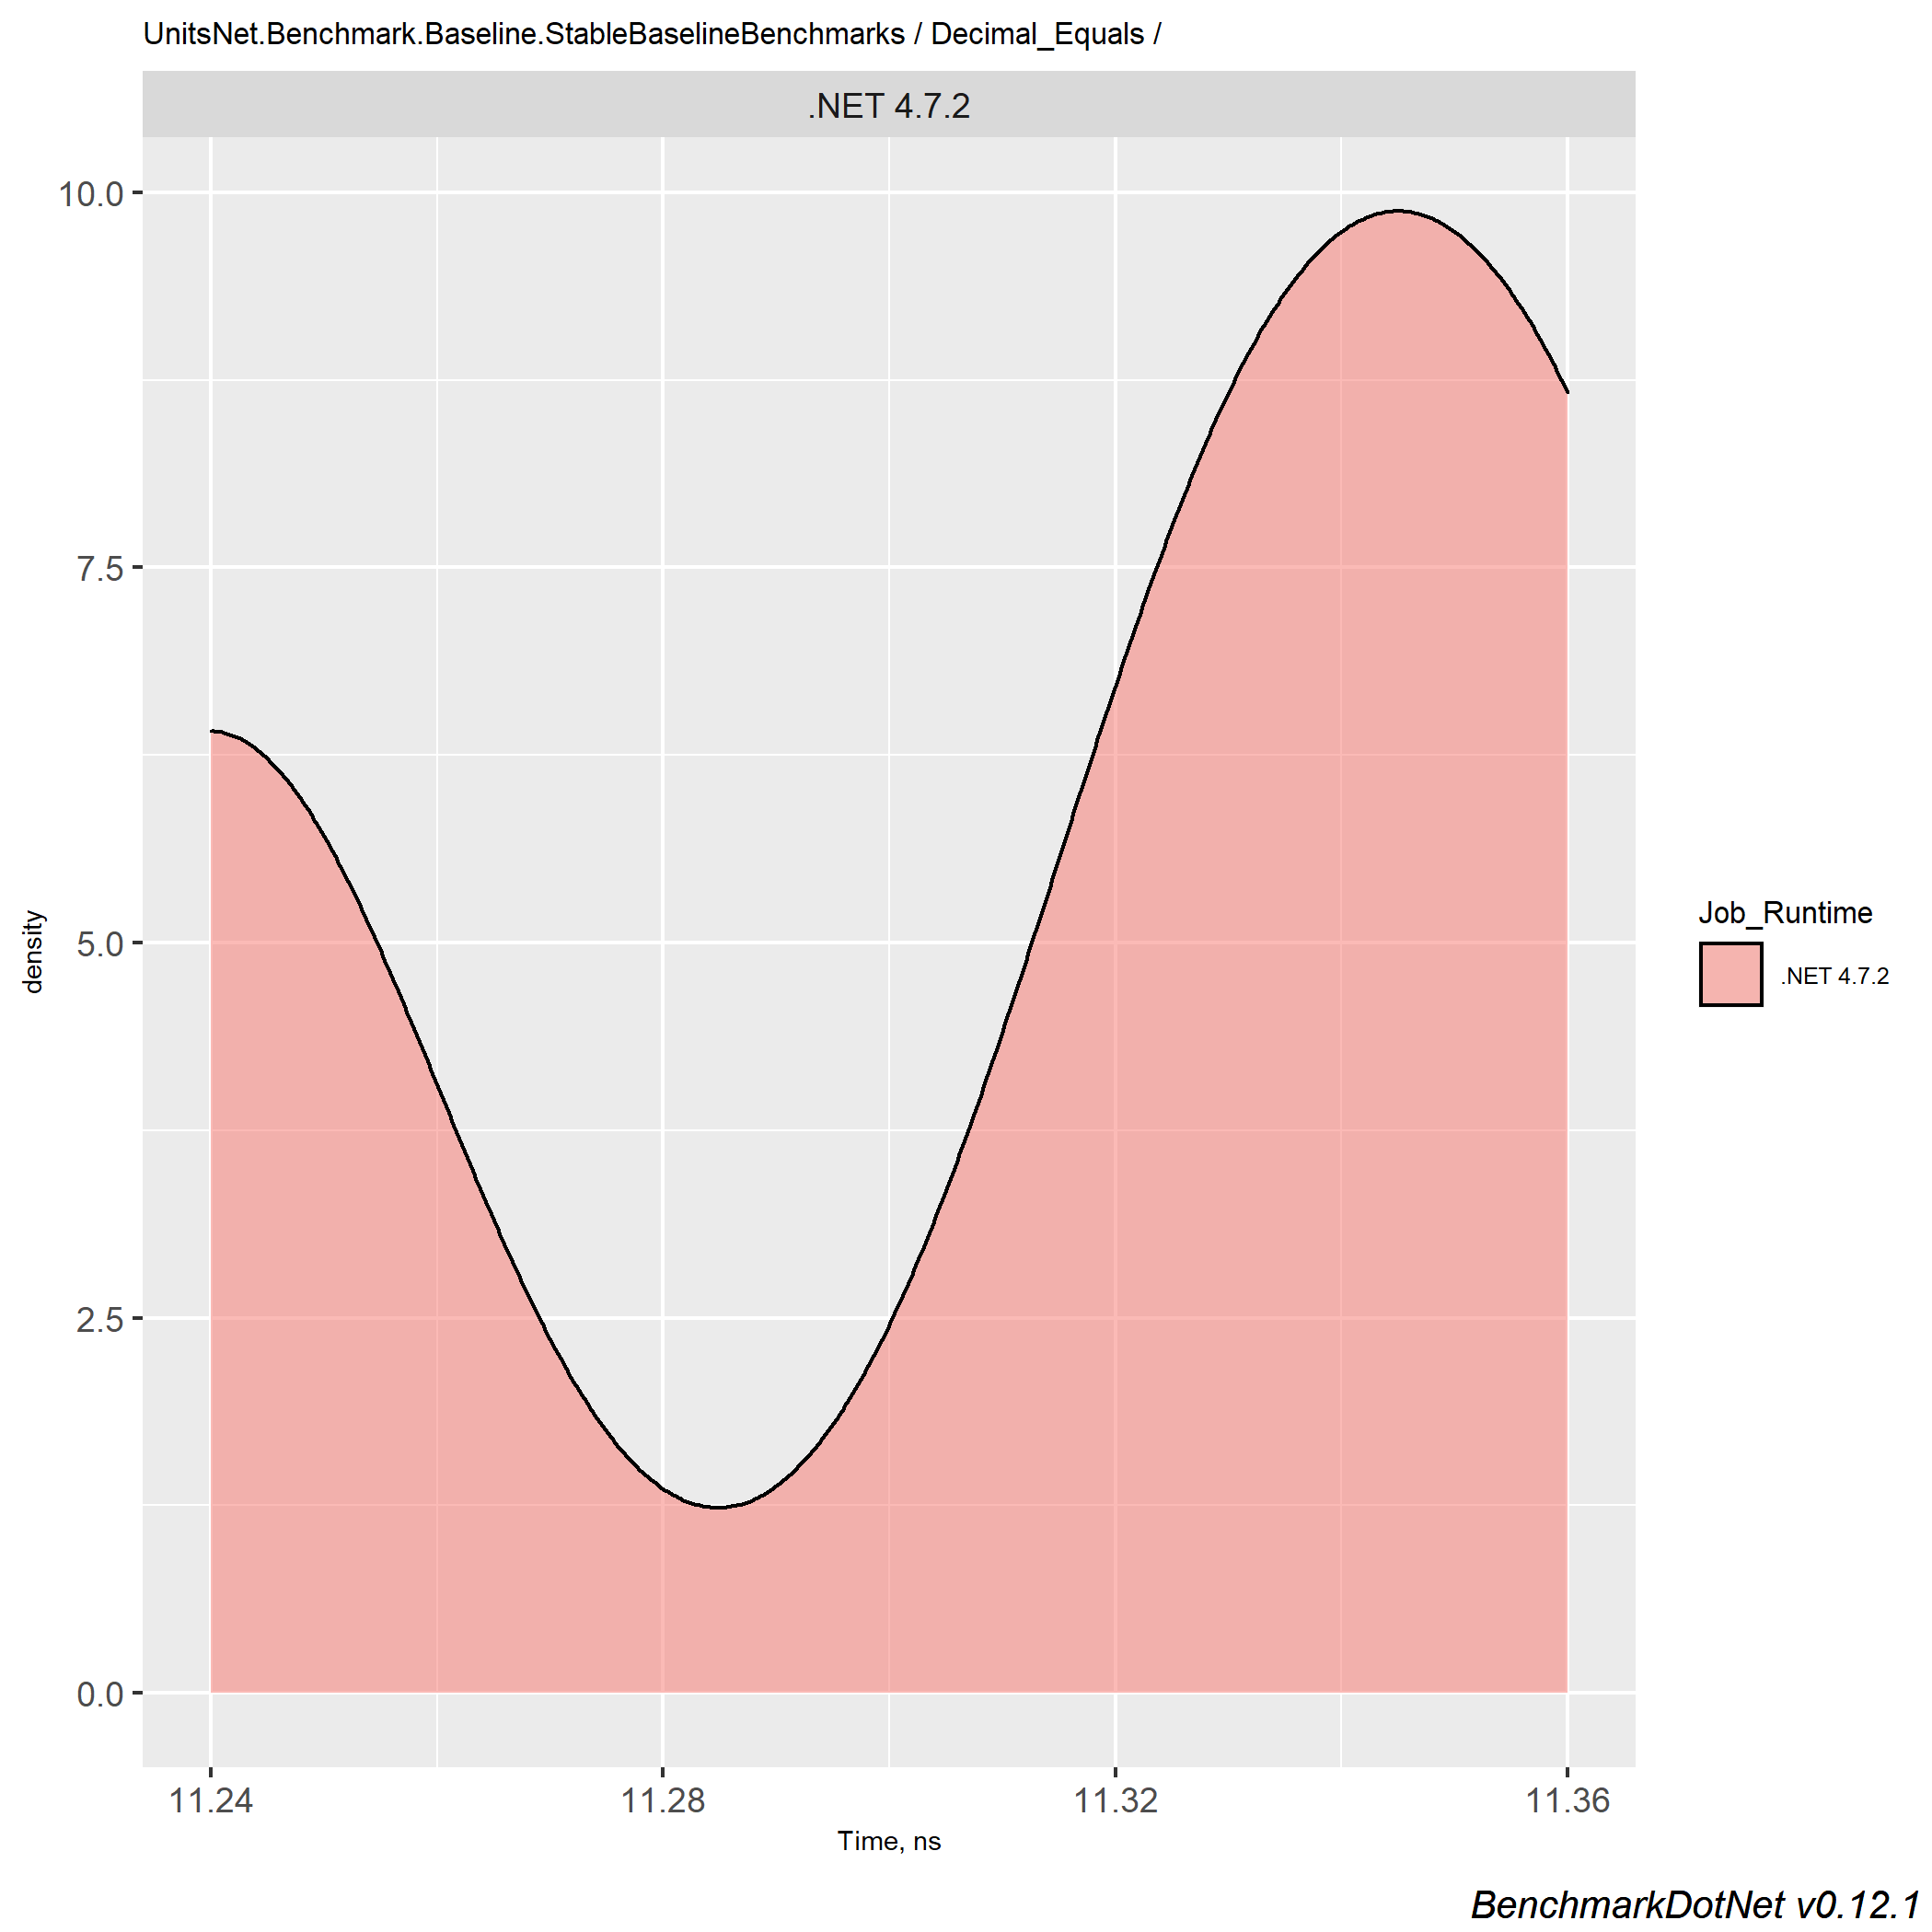 UnitsNet.Benchmark.Baseline.StableBaselineBenchmarks / Decimal_Equals /
.NET 4.7.2
10.0
7.5
5.0
2.5
0.0
density
11.24 11.28 11.32 11.36
Time, ns
Job_Runtime
.NET 4.7.2
BenchmarkDotNet v0.12.1